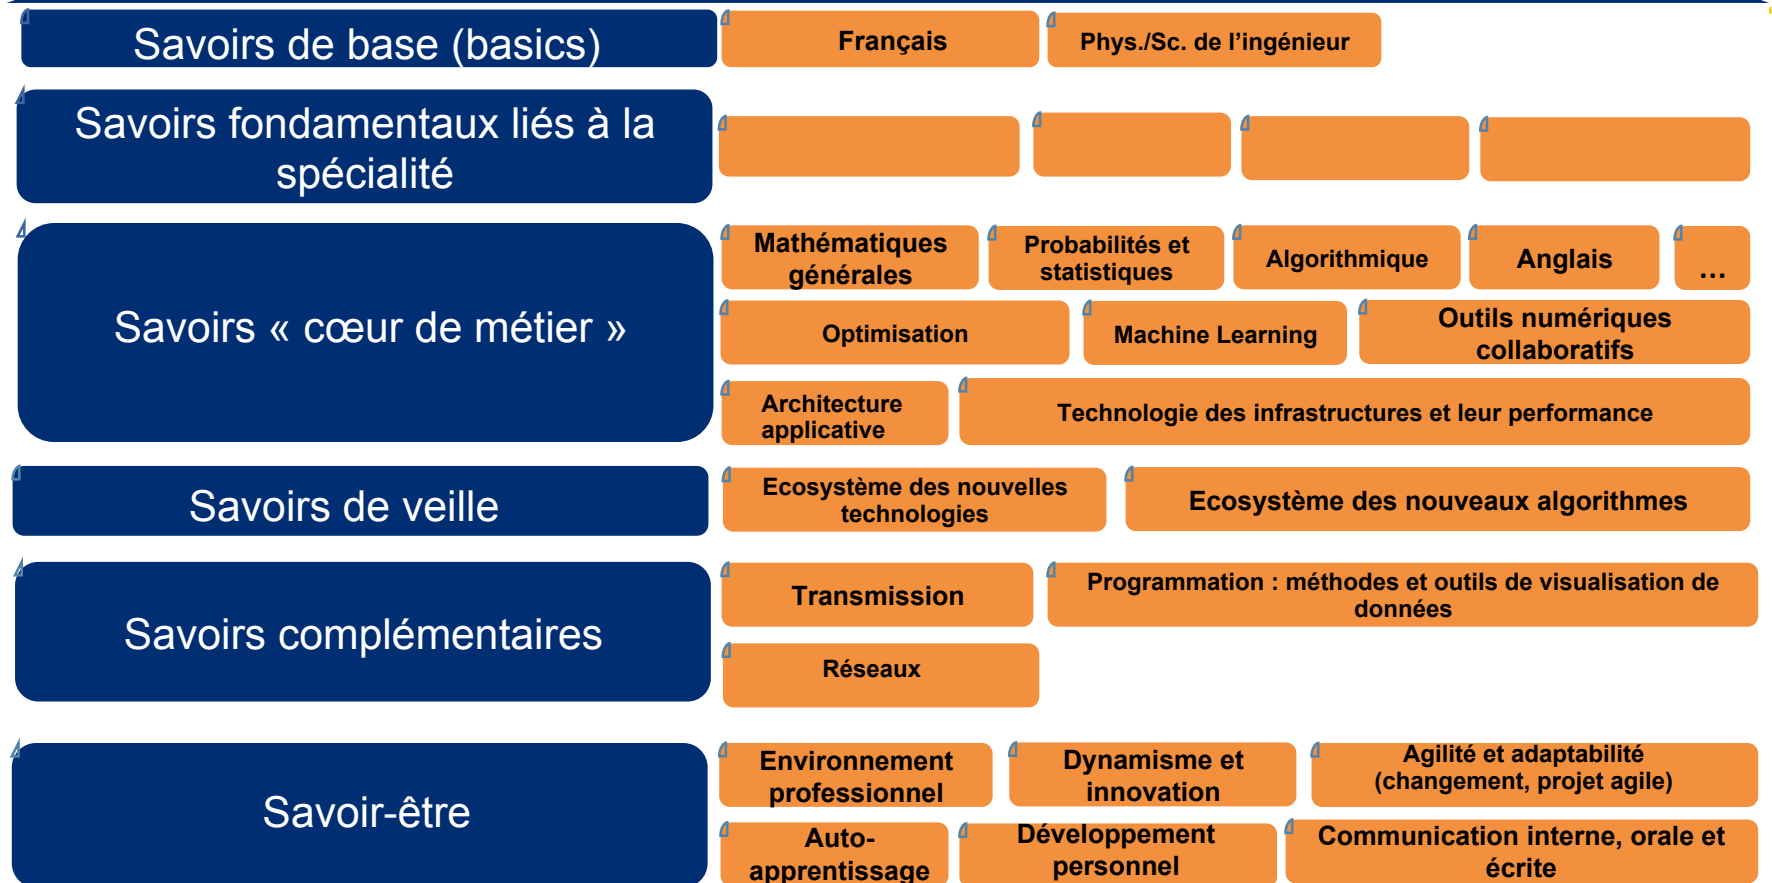 Savoirs de base (basics)
Français
Phys./Sc. de l’ingénieur
Savoirs fondamentaux liés à la
spécialité
Savoirs « cœur de métier »
Mathématiques
générales
Probabilités et
statistiques
Algorithmique
Anglais
...
Optimisation
Machine Learning
Outils numériques
collaboratifs
Architecture
applicative
Technologie des infrastructures et leur performance
Savoirs de veille
Ecosystème des nouvelles
technologies
Ecosystème des nouveaux algorithmes
Savoirs complémentaires
Transmission
Programmation : méthodes et outils de visualisation de
données
Réseaux
Savoir-être
Environnement
professionnel
Dynamisme et
innovation
Agilité et adaptabilité
(changement, projet agile)
Auto-
apprentissage
Développement
personnel
Communication interne, orale et
écrite